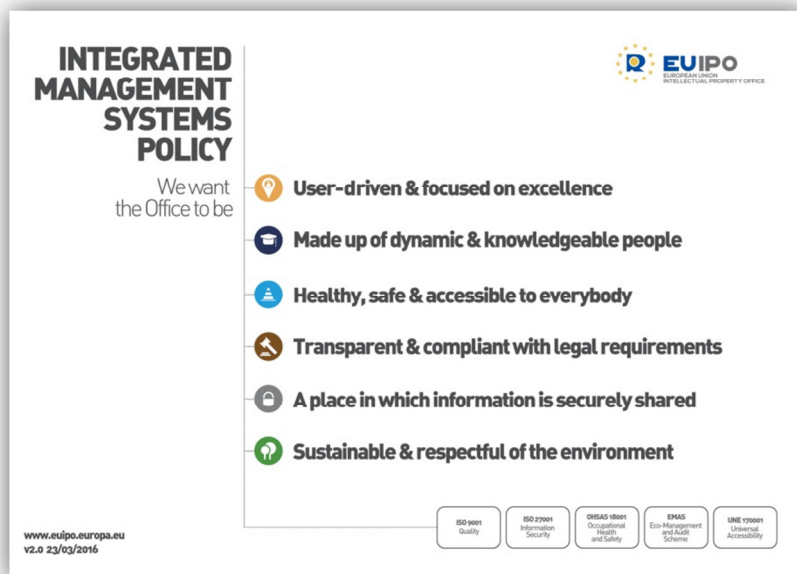 INTEGRATED
MANAGEMENT
SYSTEMS
POLICY
We want
the Office to be
EUIPO
EUROPEAN UNION
INTELLECTUAL PROPERTY OFFICE
User-driven & focused on excellence
Made up of dynamic & knowledgeable people
Healthy, safe & accessible to everybody
Transparent & compliant with legal requirements
A place in which information is securely shared
Sustainable & respectful of the environment
ISO 9001
Quality
ISO 27001
Information
Security
OHSAS 18001
Occupational
Health
and Safety
EMAS
Eco-Management
and Audit
Scheme
UNE 170001
Universal
Accessibility
www.euipo.europa.eu
v2.0 23/03/2016